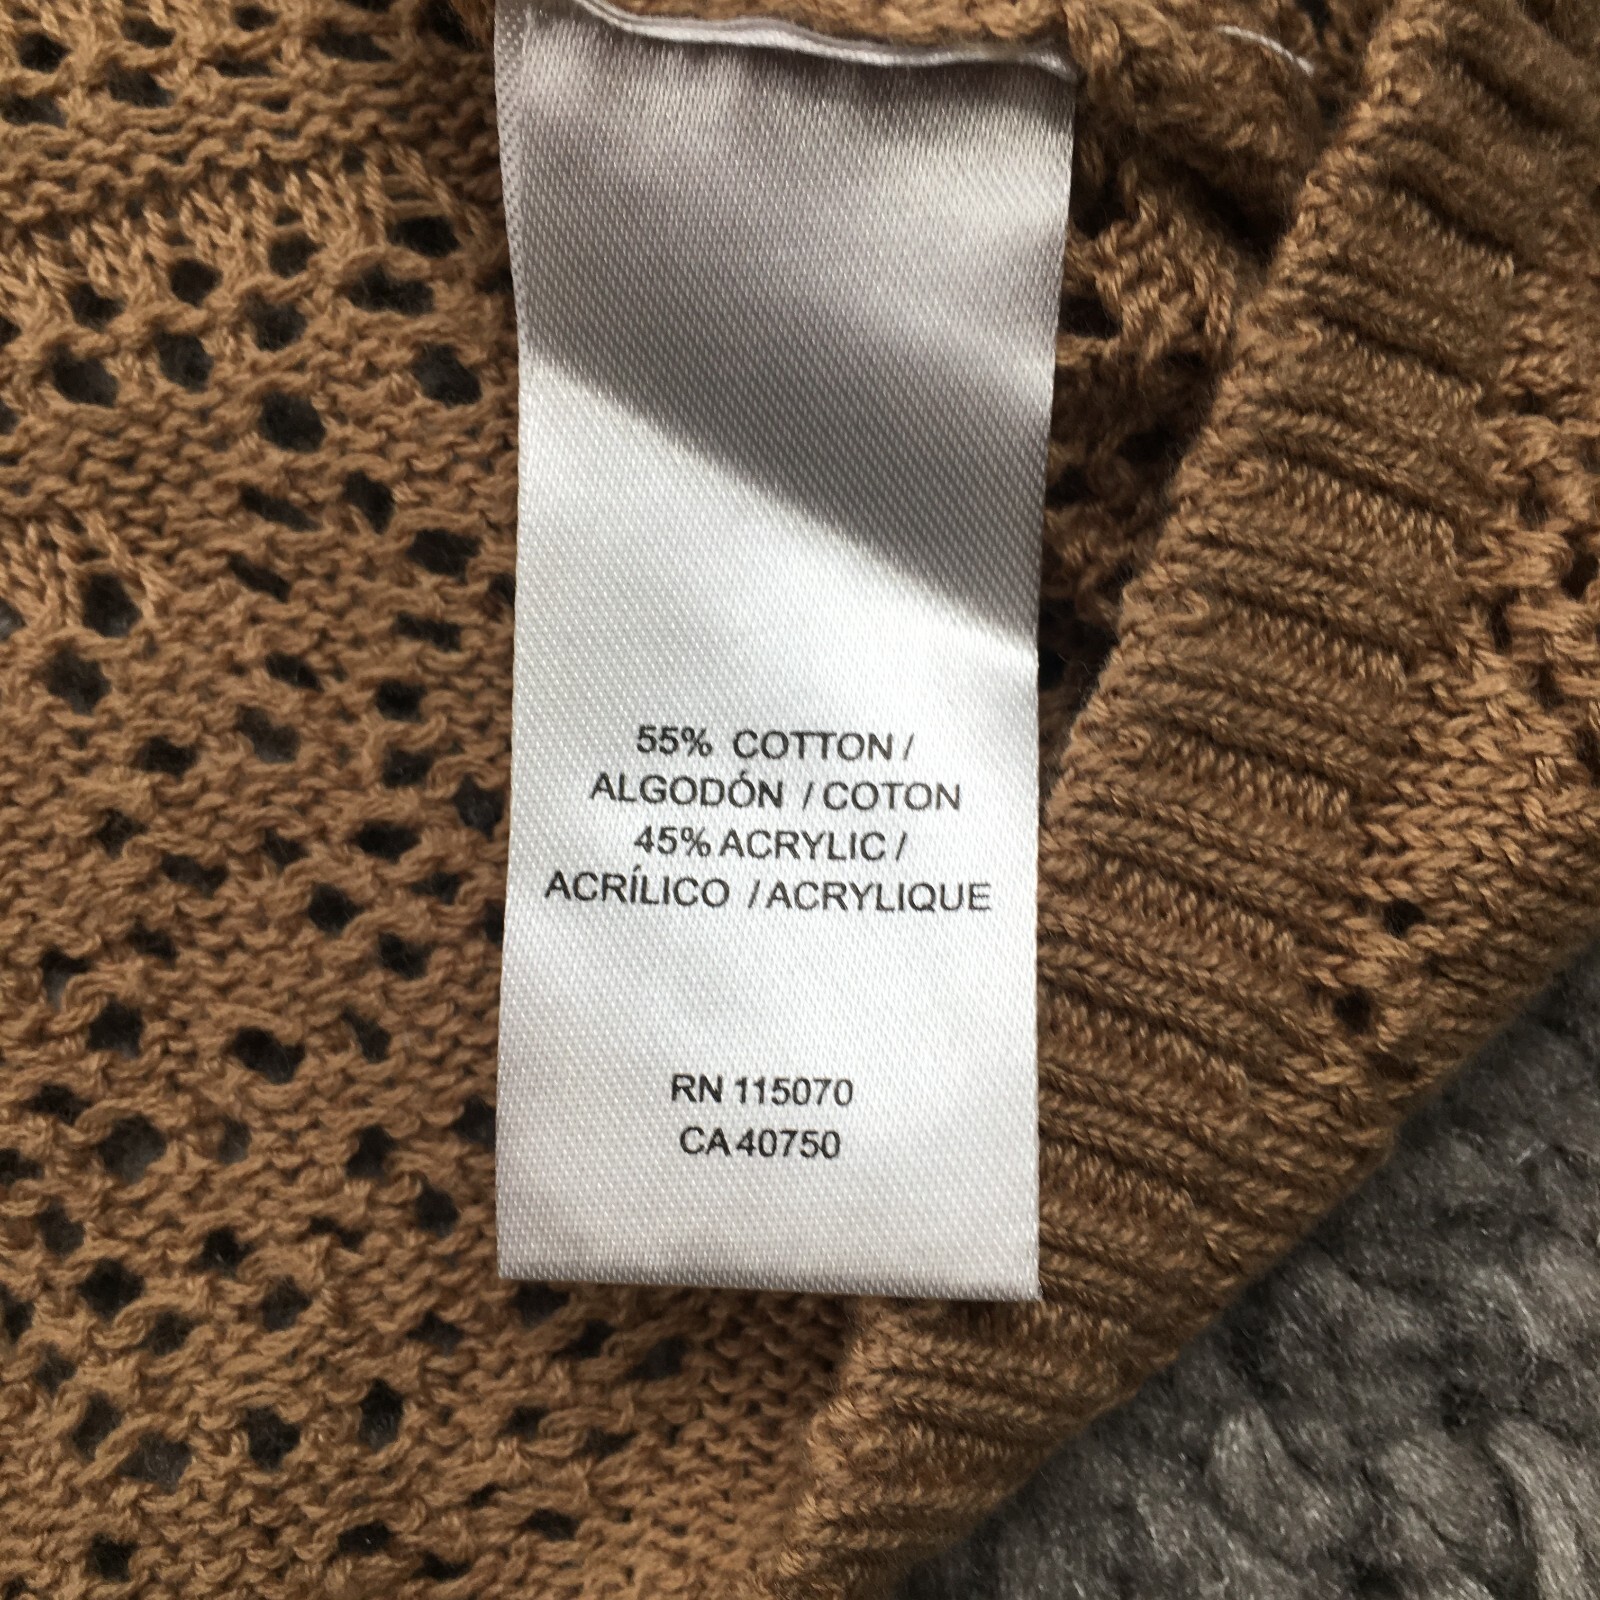 55% COTTON /
ALGODÓN / COTON
45% ACRYLIC /
ACRÍLICO / ACRYLIQUE
RN 115070
CA 40750